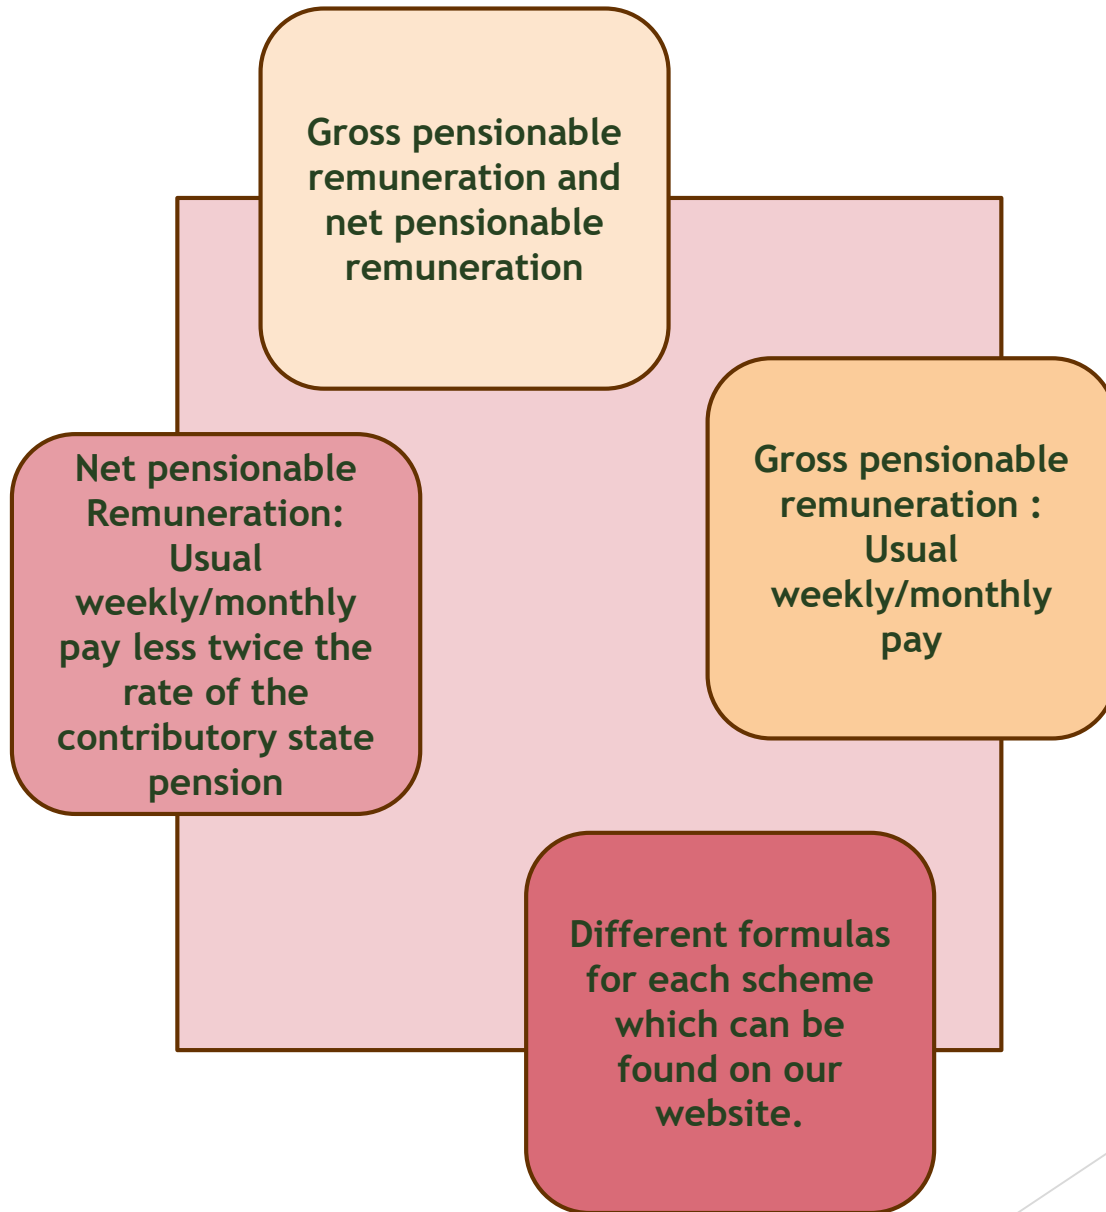 Gross pensionable
remuneration and
net pensionable
remuneration
Gross pensionable
remuneration :
Usual
weekly/monthly
pay
Net pensionable
Remuneration:
Usual
weekly/monthly
pay less twice the
rate of the
contributory state
pension
Different formulas
for each scheme
which can be
found on our
website.